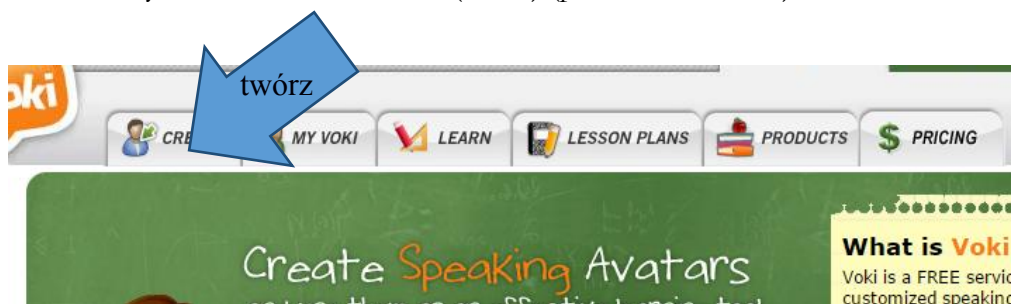 twórz
oki
MY VOKI
LEARN
LESSON PLANS
PRODUCTS
PRICING
Create Speaking Avatars
What is Voki
Voki is a FREE servic
customized speaking